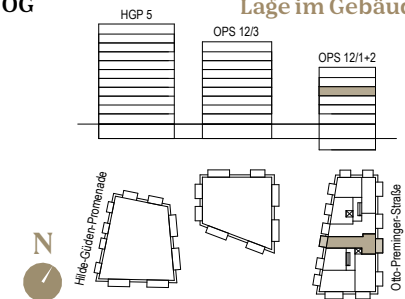 OG
Lage im Gebäud
HGP 5
OPS 12/3
OPS 12/1+2
Hilde-Güden-Promenade
Otto-Preminger-Straße
N